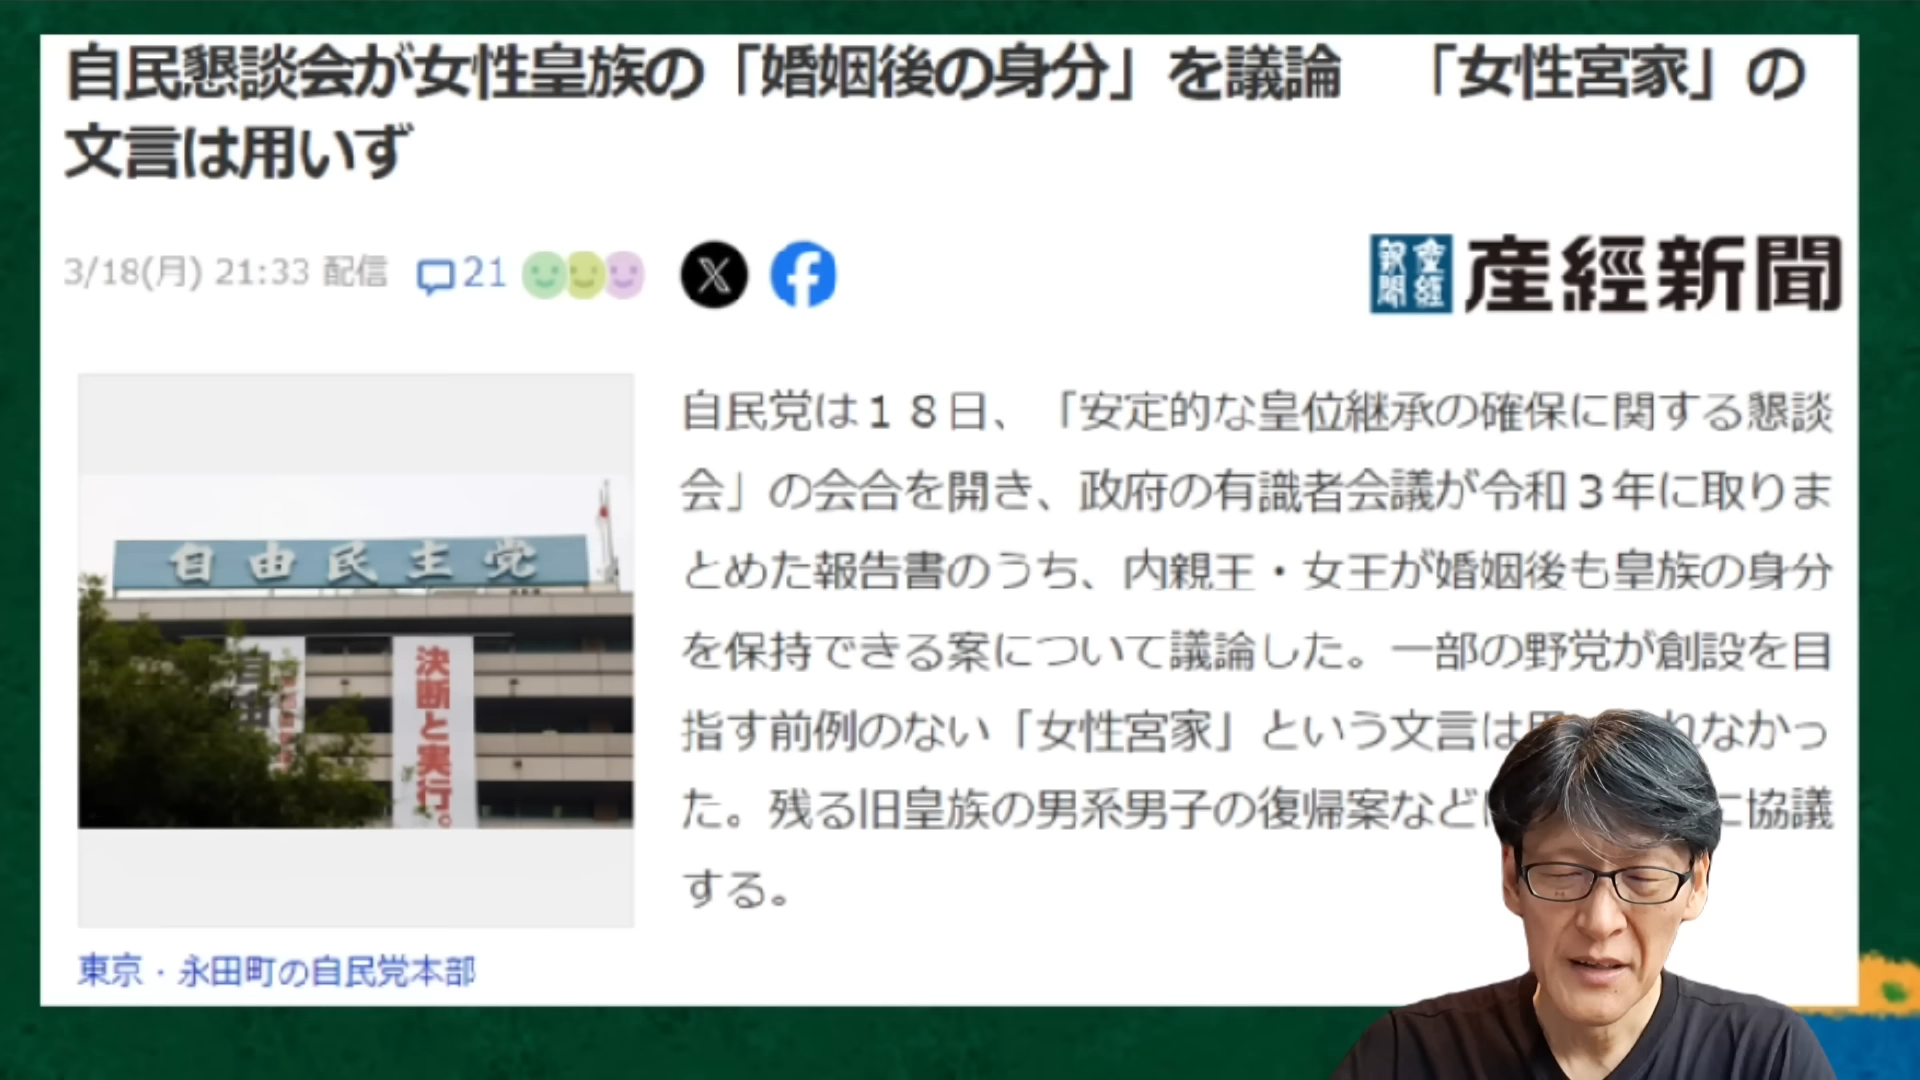 自民懇談会が女性皇族の「婚姻後の身分」を議論　「女性宮家」の
文言は用いず
3/18(月) 21:33 配信
21
産経新聞
産經新聞
自由民主党
決断と実行。
自民党は１８日、「安定的な皇位継承の確保に関する懇談
会」の会合を開き、政府の有識者会議が令和３年に取りま
とめた報告書のうち、内親王・女王が婚姻後も皇族の身分
を保持できる案について議論した。一部の野党が創設を目
指す前例のない「女性宮家」という文言は れなかっ
た。残る旧皇族の男系男子の復帰案など に協議
する。
東京・永田町の自民党本部